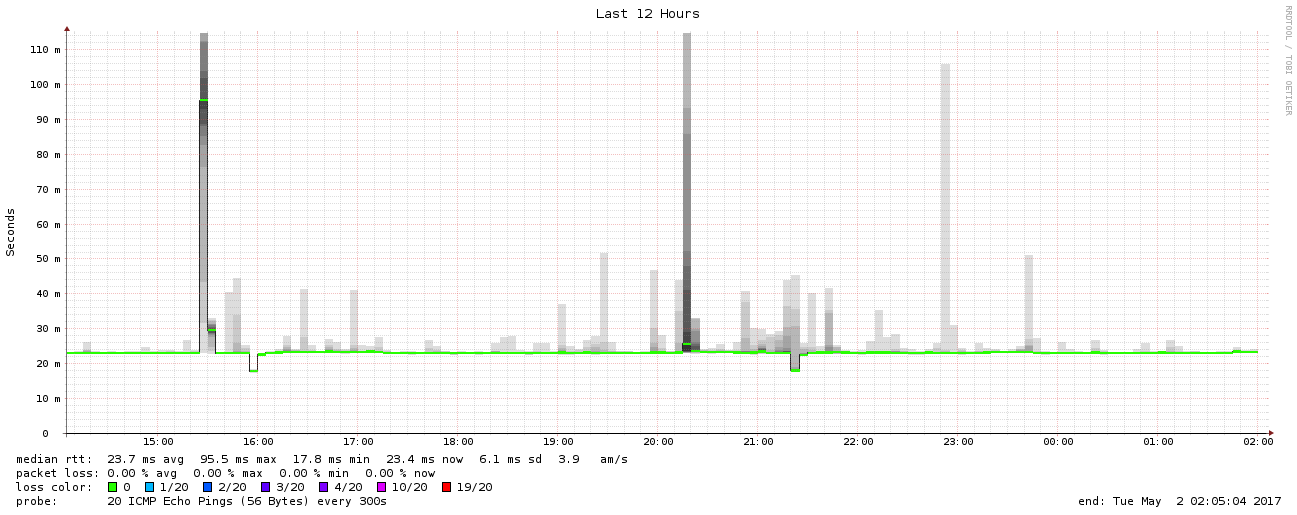 Last 12 Hours
RRDTOOL / TOBI OETIKER
Seconds
110 m
100 m
90 m
80 m
70 m
60 m
50 m
40 m
30 m
20 m
10 m
0
15:00 16:00 17:00 18:00 19:00 20:00 21:00 22:00 23:00 00:00 01:00 02:00
median rtt: 23.7 ms avg 95.5 ms max 17.8 ms min 23.4 ms now 6.1 ms sd 3.9 am/s
packet loss: 0.00 % avg 0.00 % max 0.00 % min 0.00 % now
loss color: 0 1/20 2/20 3/20 4/20 10/20 19/20
probe: 20 ICMP Echo Pings (56 Bytes) every 300s end: Tue May 2 02:05:04 2017